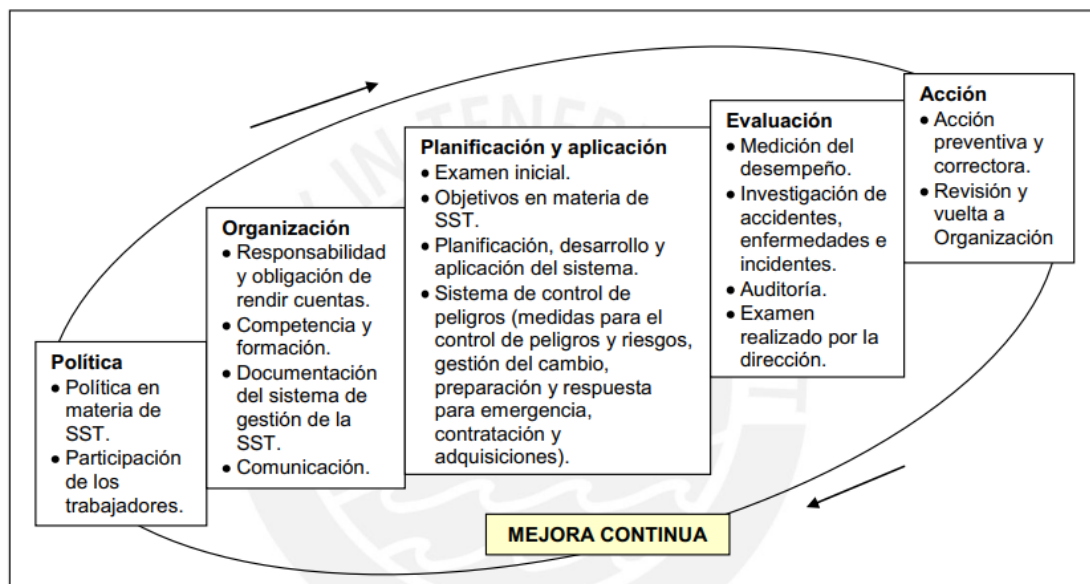 Política
• Política en
materia de
SST.
• Participación
de los
trabajadores.
Organización
• Responsabilidad
y obligación de
rendir cuentas.
• Competencia y
formación.
• Documentación
del sistema de
gestión de la
SST.
• Comunicación.
Planificación y aplicación
• Examen inicial.
• Objetivos en materia de
SST.
• Planificación, desarrollo y
aplicación del sistema.
• Sistema de control de
peligros (medidas para el
control de peligros y riesgos,
gestión del cambio,
preparación y respuesta
para emergencia,
contratación y
adquisiciones).
Evaluación
• Medición del
desempeño.
• Investigación de
accidentes,
enfermedades e
incidentes.
• Auditoría.
• Examen
realizado por la
dirección.
Acción
• Acción
preventiva y
correctora.
• Revisión y
vuelta a
Organización
MEJORA CONTINUA